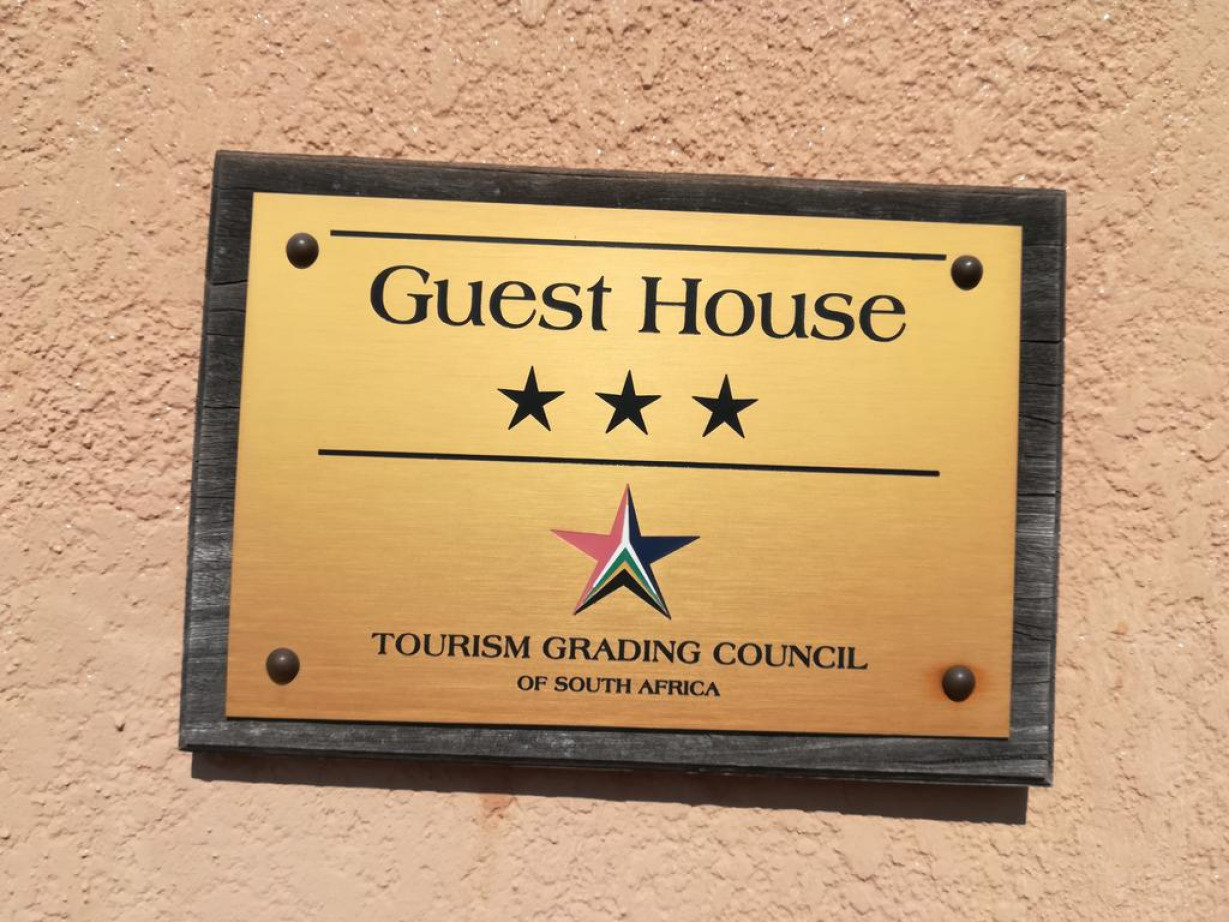 Guest House
TOURISM GRADING COUNCIL
OF SOUTH AFRICA